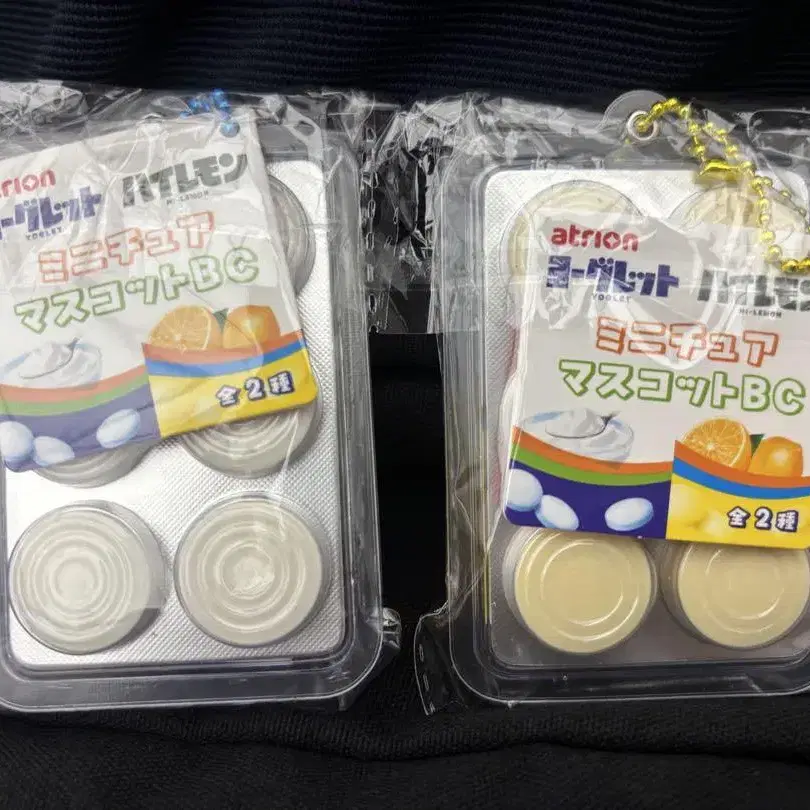 atrion
ヨーグレット
YOGLET
ハイレモン
HI-LEMON
ミニチュア
マスコットBC
全2種
atrion
ヨーグレット
YOGLET
ハイレモン
HI-LEMON
ミニチュア
マスコットBC
全2種